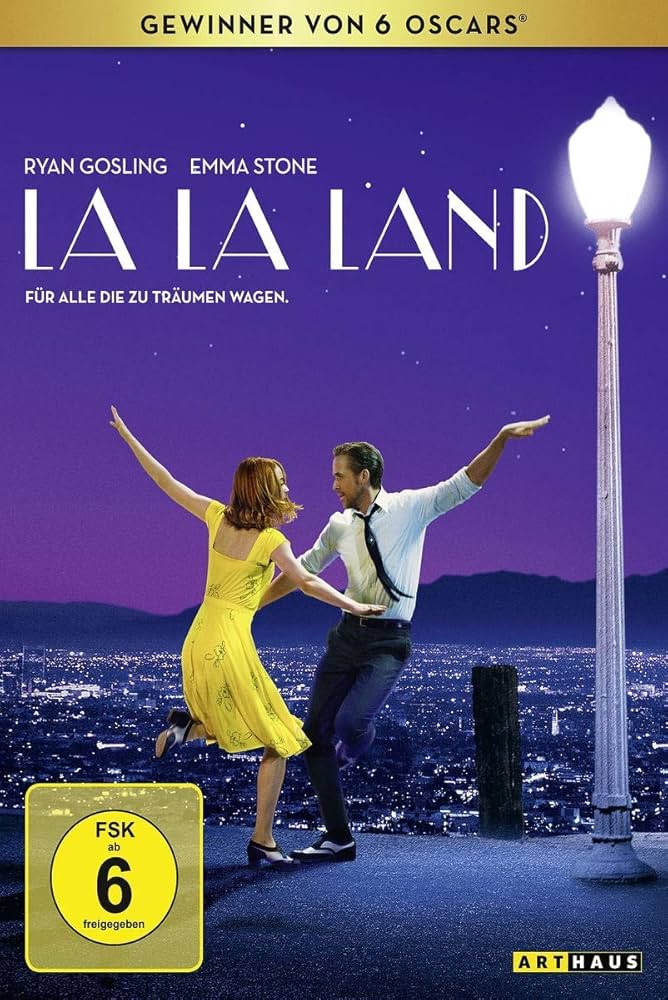 GEWINNER VON 6 OSCARS®
RYAN GOSLING EMMA STONE
LA LA LAND
FÜR ALLE DIE ZU TRÄUMEN WAGEN.
FSK
ab
6
freigegeben
ARTHAUS